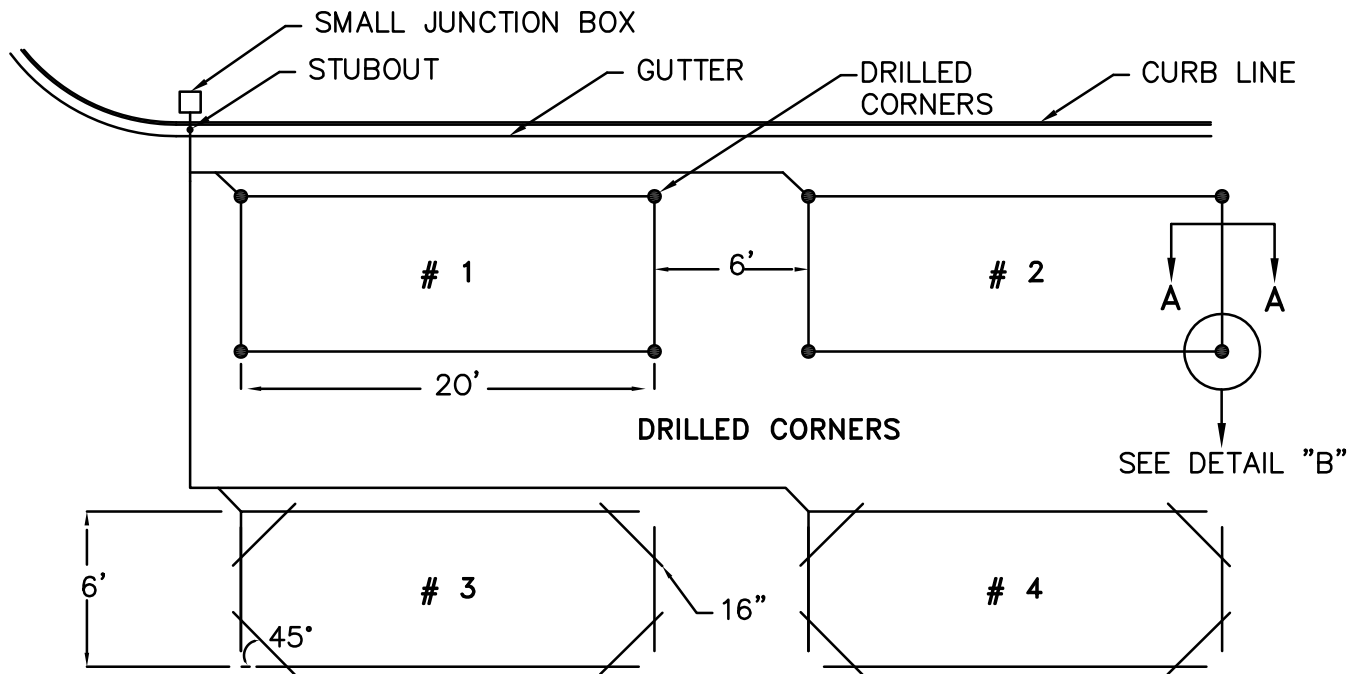 SMALL JUNCTION BOX
STUBOUT
GUTTER
DRILLED
CORNERS
CURB LINE
# 1
6’
# 2
A
A
20’
DRILLED CORNERS
SEE DETAIL ”B”
6’
# 3
16”
# 4
45°